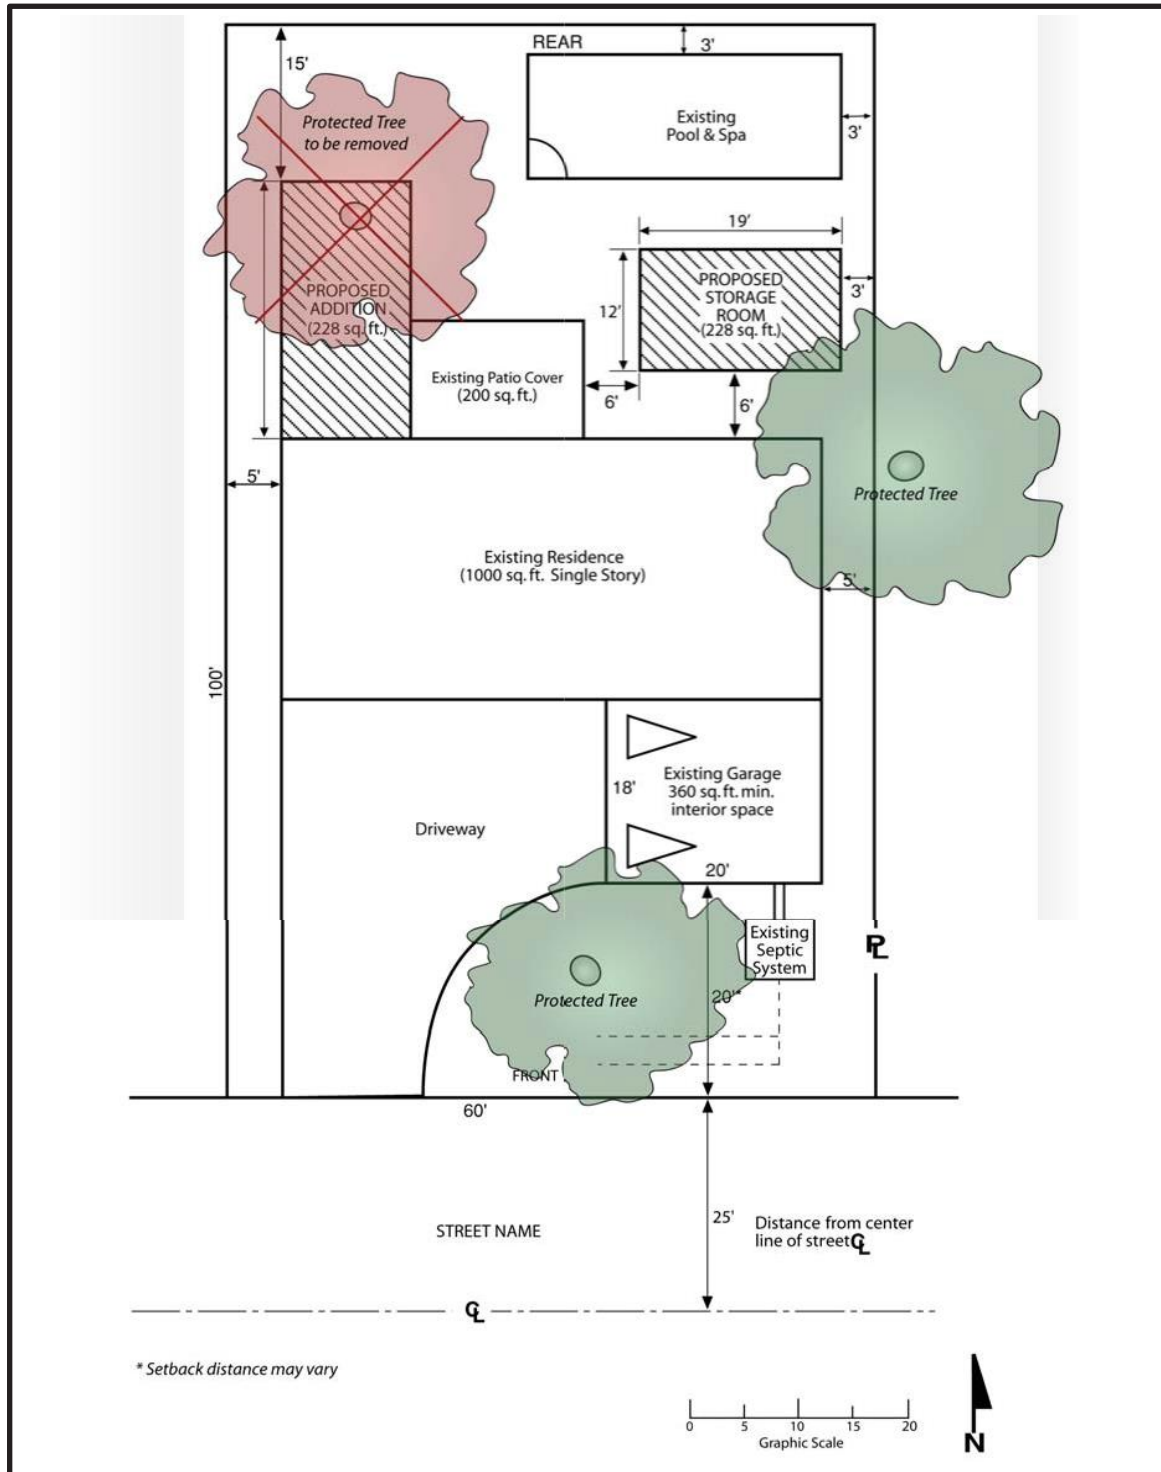 REAR
3'
15'
Protected Tree
to be removed
Existing
Pool & Spa
3'
19'
PROPOSED
STORAGE
ROOM
(228 sq. ft.)
3'
12'
PROPOSED
ADDITION
(228 sq. ft.)
Existing Patio Cover
(200 sq. ft.)
6'
6'
5'
Protected Tree
Existing Residence
(1000 sq. ft. Single Story)
5'
100'
18'
Existing Garage
360 sq. ft. min.
interior space
Driveway
20'
Existing
Septic
System
PL
Protected Tree
20'*
FRONT
60'
25'
Distance from center
line of street CL
STREET NAME
CL
* Setback distance may vary
0 5 10 15 20
Graphic Scale
N